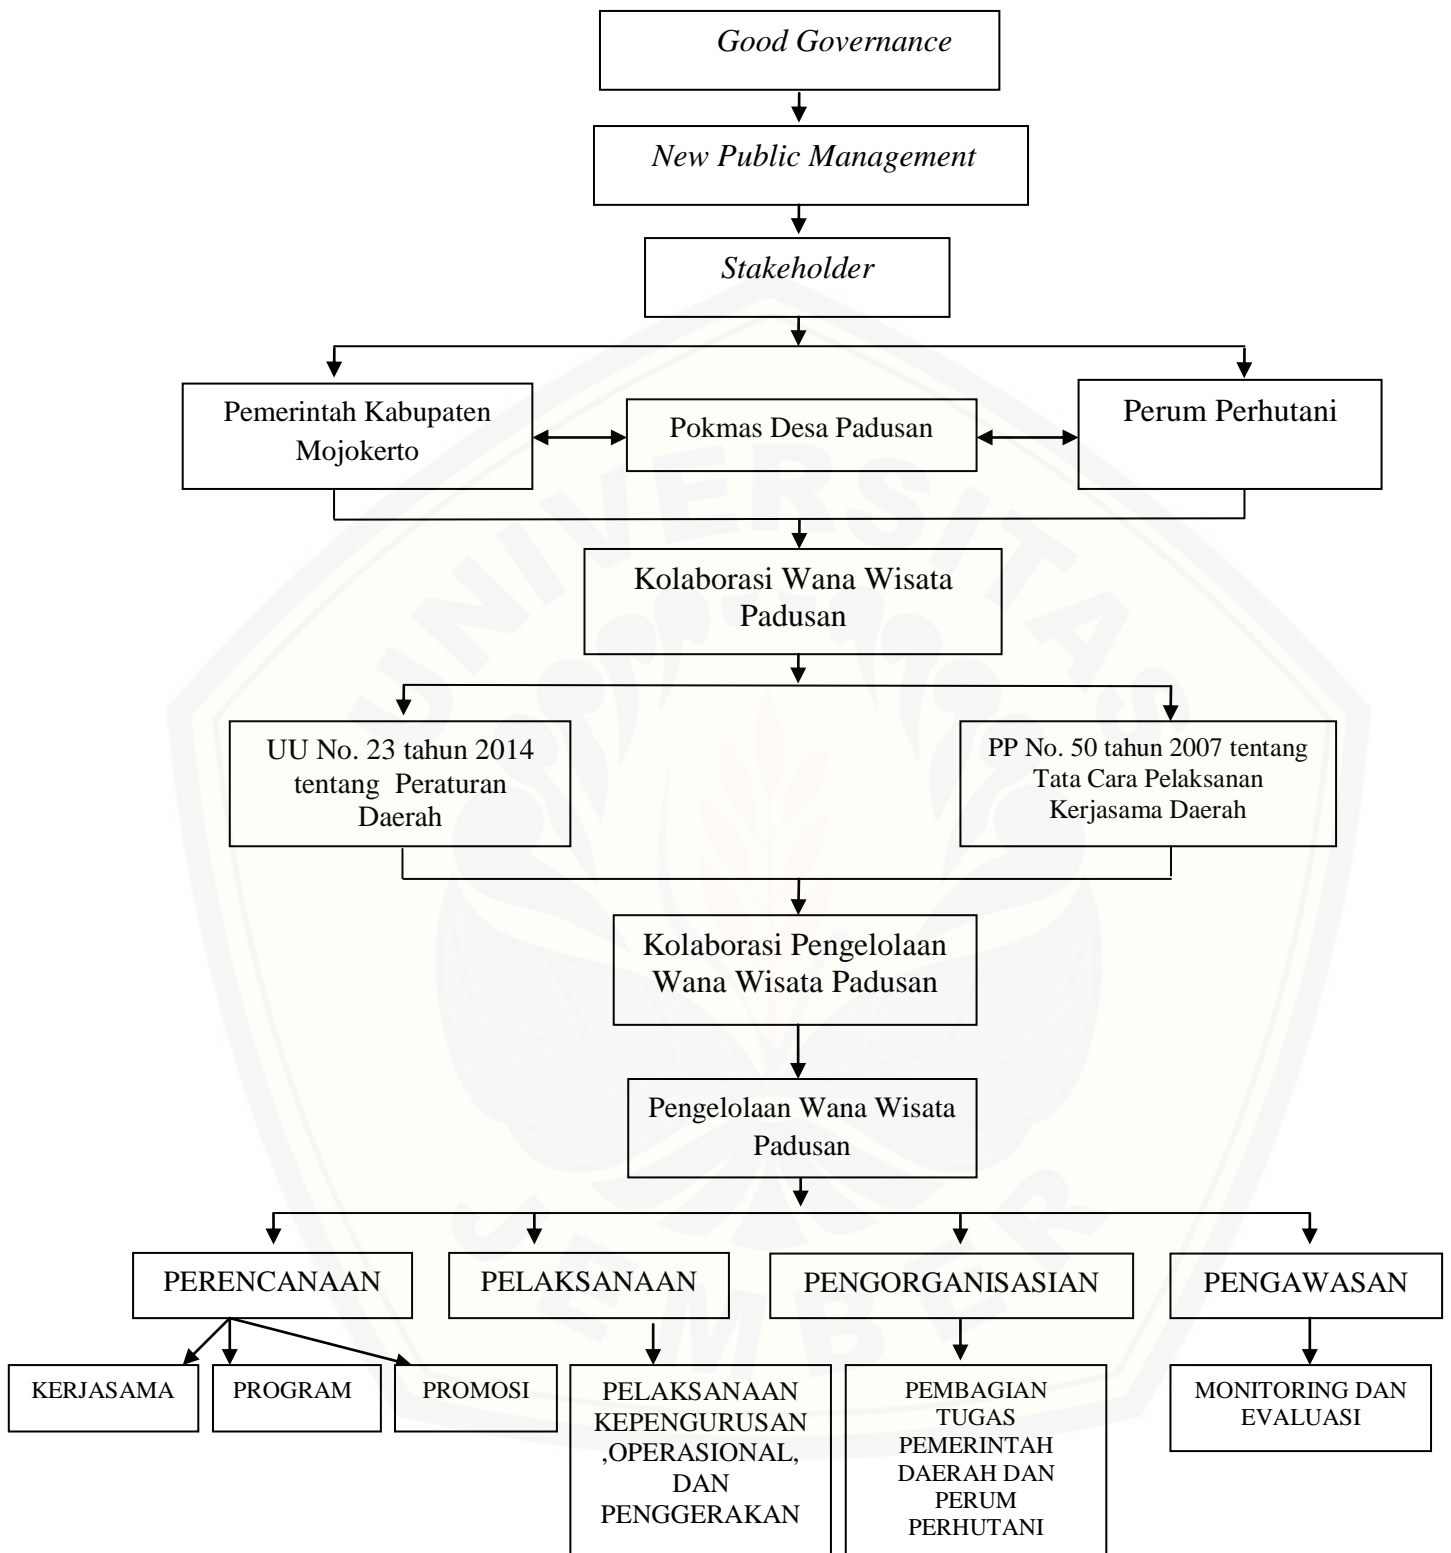 Good Governance
New Public Management
Stakeholder
Pemerintah Kabupaten
Mojokerto
Pokmas Desa Padusan
Perum Perhutani
Kolaborasi Wana Wisata
Padusan
UU No. 23 tahun 2014
tentang Peraturan
Daerah
PP No. 50 tahun 2007 tentang
Tata Cara Pelaksanan
Kerjasama Daerah
Kolaborasi Pengelolaan
Wana Wisata Padusan
Pengelolaan Wana Wisata
Padusan
PERENCANAAN
PELAKSANAAN
PENGORGANISASIAN
PENGAWASAN
KERJASAMA
PROGRAM
PROMOSI
PELAKSANAAN
KEPENGURUSAN
,OPERASIONAL,
DAN
PENGGERAKAN
PEMBAGIAN
TUGAS
PEMERINTAH
DAERAH DAN
PERUM
PERHUTANI
MONITORING DAN
EVALUASI
UNIVERSITAS
JEMBER